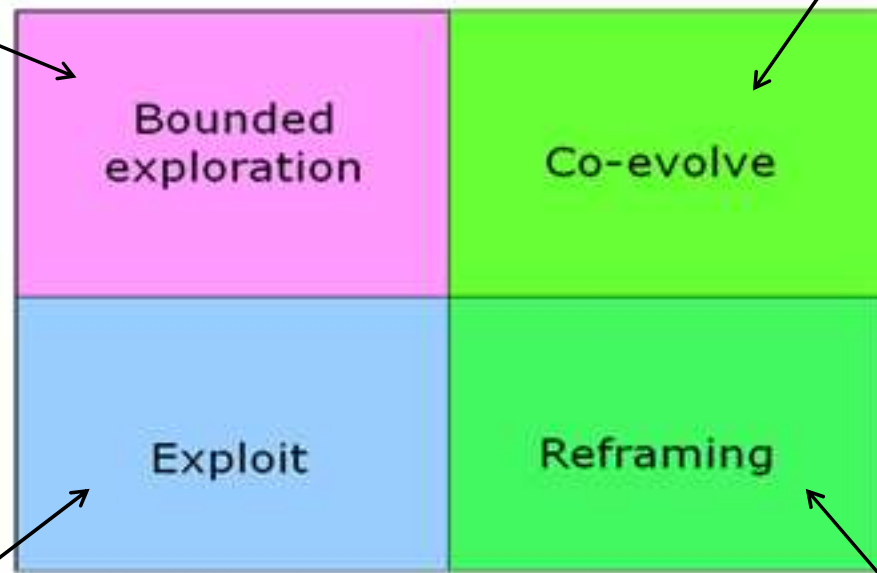 Bounded
exploration
Co-evolve
Exploit
Reframing